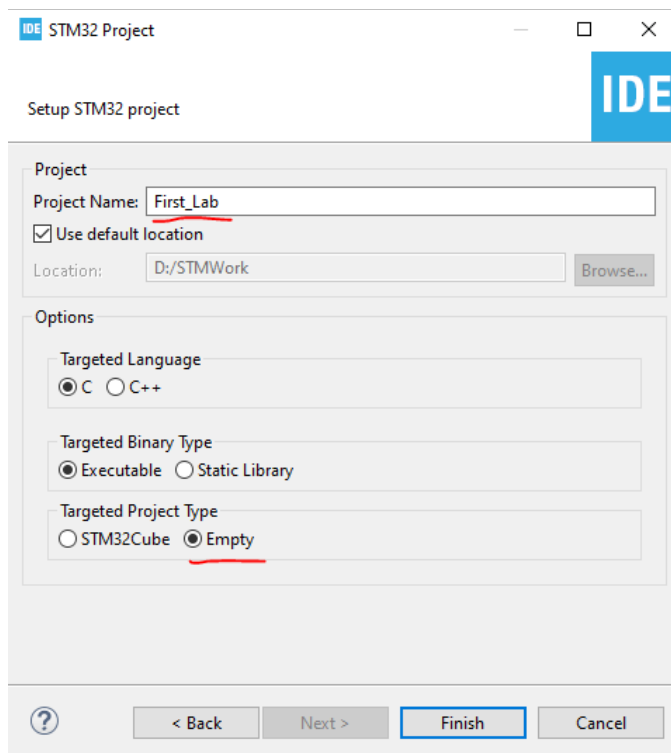 IDE STM32 Project
Setup STM32 project
IDE
Project
Project Name: First_Lab
Use default location
Location: D:/STMWork Browse...
Options
Targeted Language
C C++
Targeted Binary Type
Executable Static Library
Targeted Project Type
STM32Cube Empty
? < Back Next > Finish Cancel